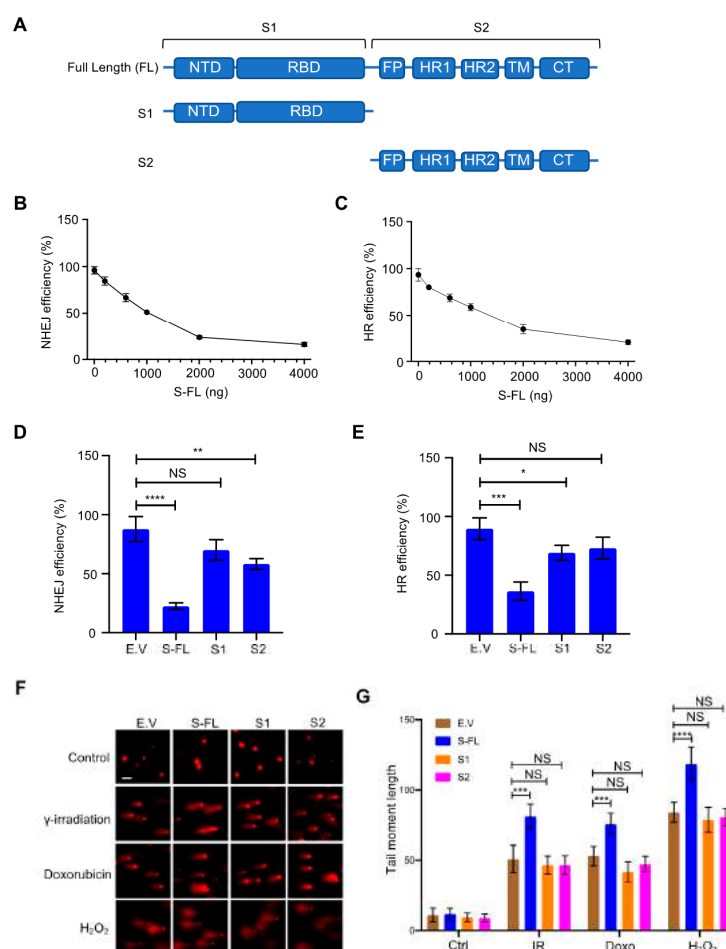 A
S1 S2
Full Length (FL) NTD RBD FP HR1 HR2 TM CT
S1 NTD RBD
S2 FP HR1 HR2 TM CT
B
150
100
50
0
NHEJ efficiency (%)
0 1000 2000 3000 4000
S-FL (ng)
C
150
100
50
0
HR efficiency (%)
0 1000 2000 3000 4000
S-FL (ng)
D
150
100
50
0
NHEJ efficiency (%)
**
NS
****
E.V S-FL S1 S2
E
150
100
50
0
HR efficiency (%)
NS
*
***
E.V S-FL S1 S2
F
E.V S-FL S1 S2
Control
γ-irradiation
Doxorubicin
H₂O₂
G
150
100
50
0
Tail moment length
E.V
S-FL
S1
S2
NS
NS
***
NS
NS
***
NS
NS
****
Ctrl IR Doxo H₂O₂